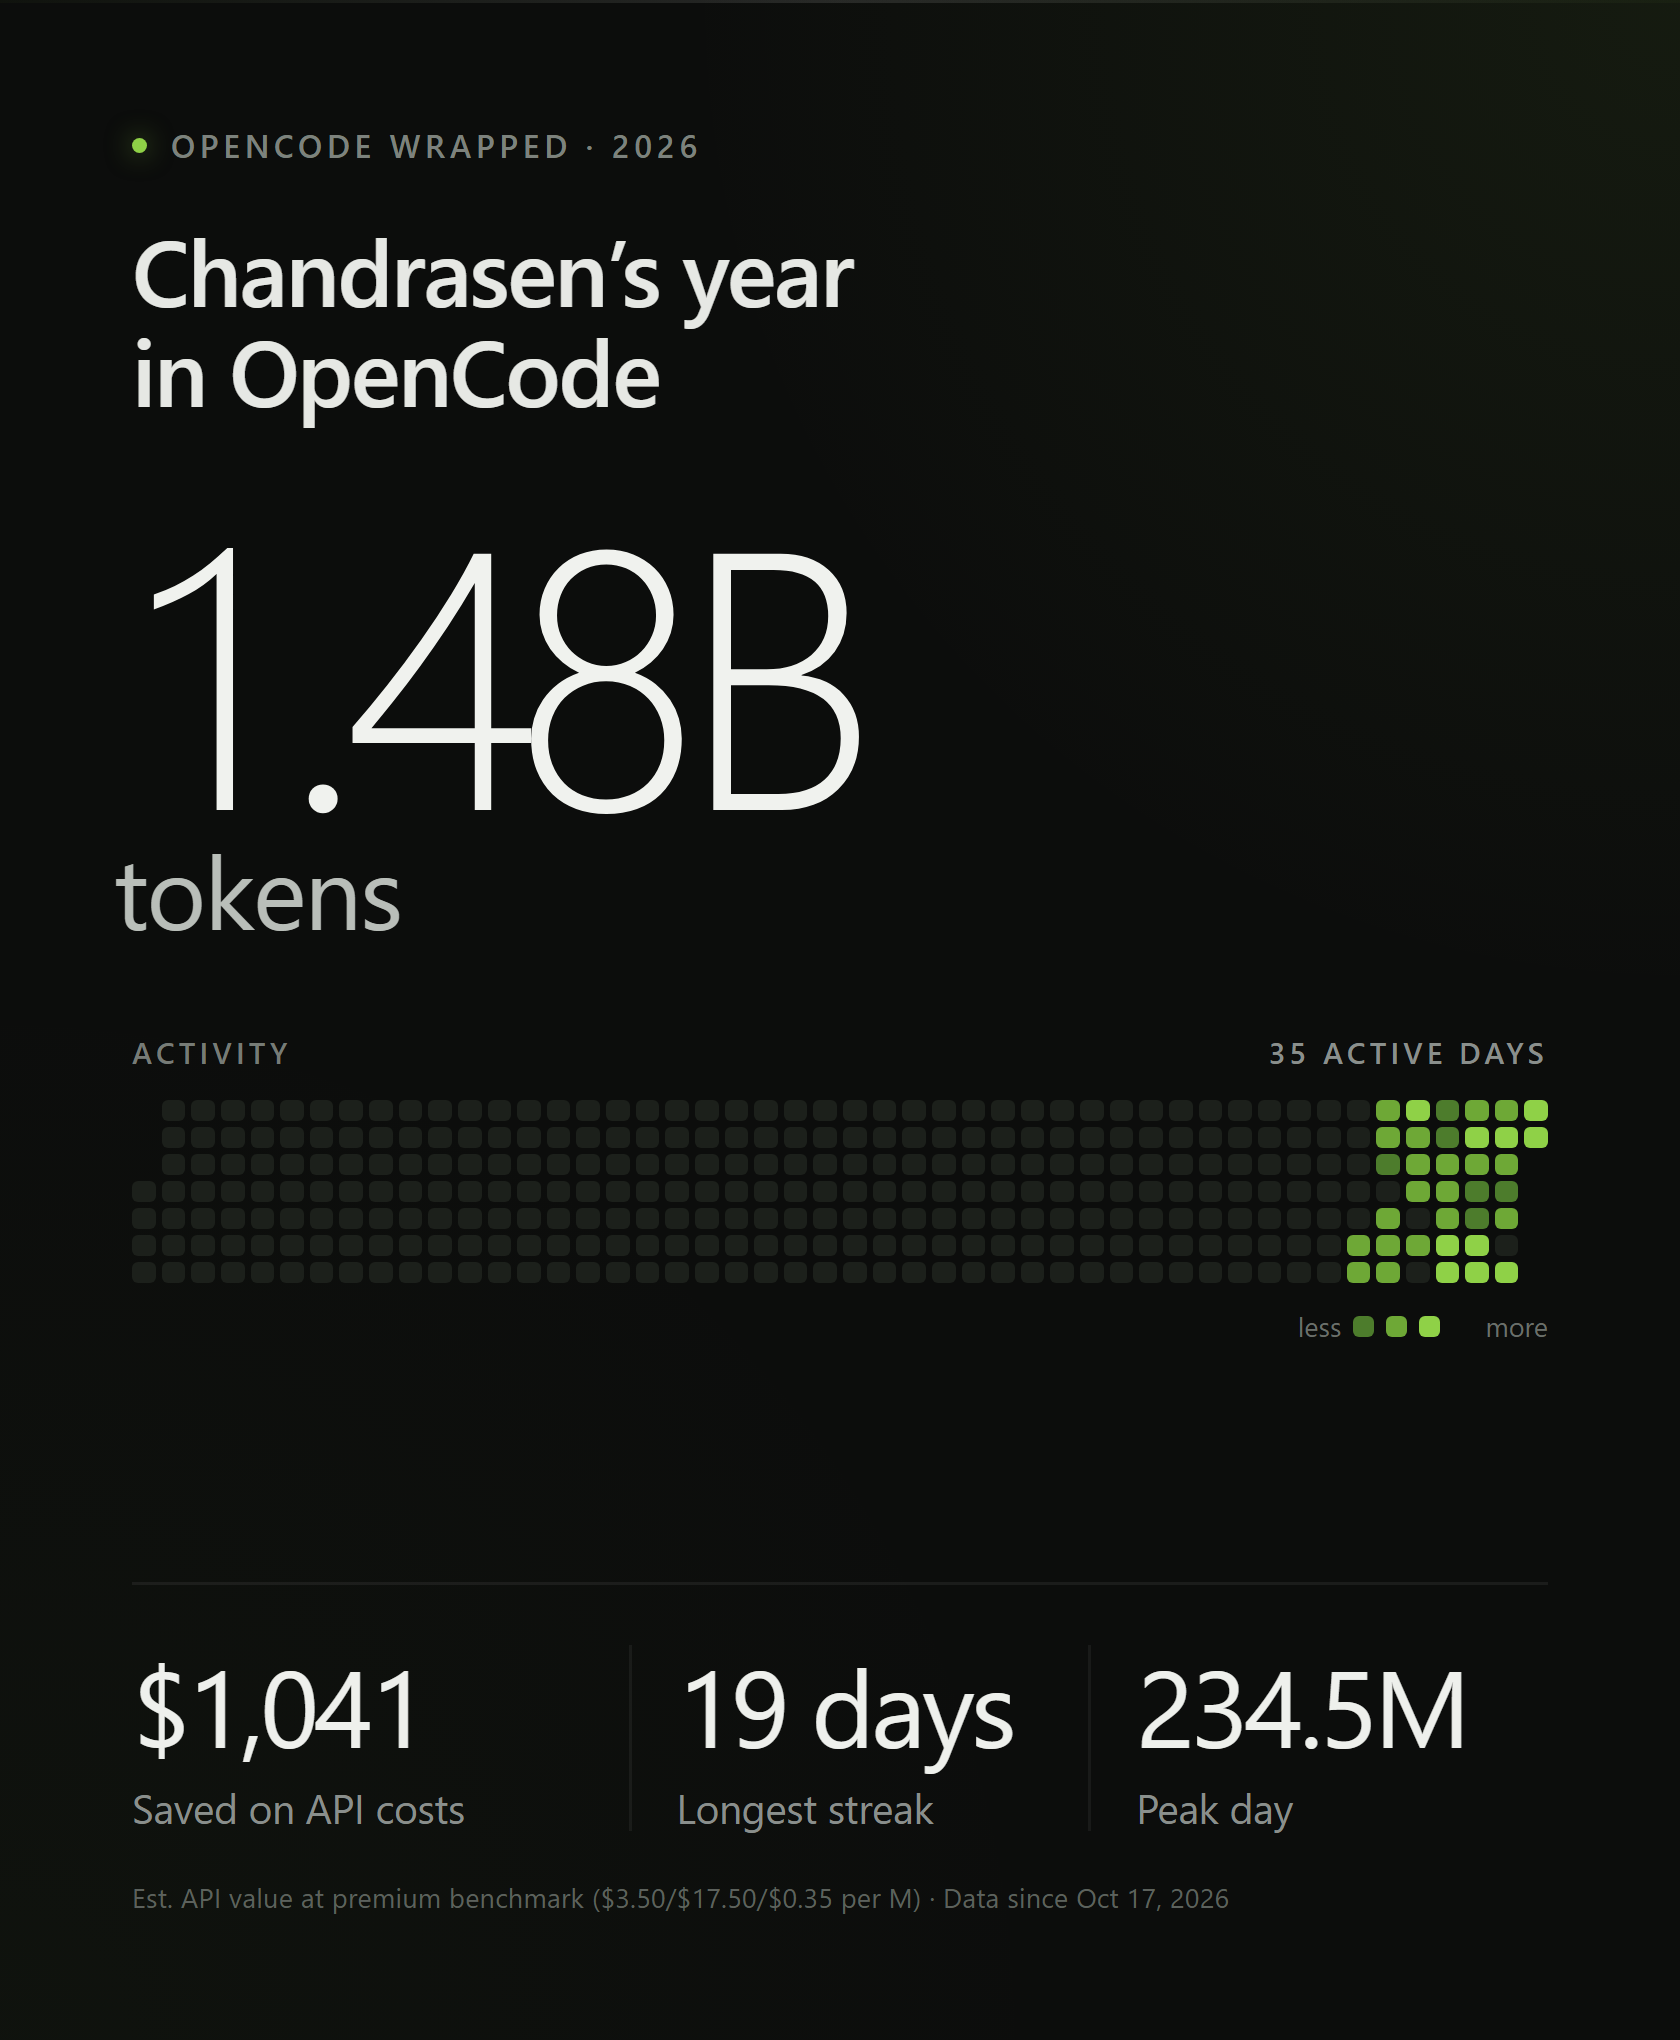 OPENCODE WRAPPED · 2026
Chandrasen’s year
in OpenCode
1.48B
tokens
ACTIVITY
35 ACTIVE DAYS
less
more
$1,041
Saved on API costs
19 days
Longest streak
234.5M
Peak day
Est. API value at premium benchmark ($3.50/$17.50/$0.35 per M) · Data since Oct 17, 2026